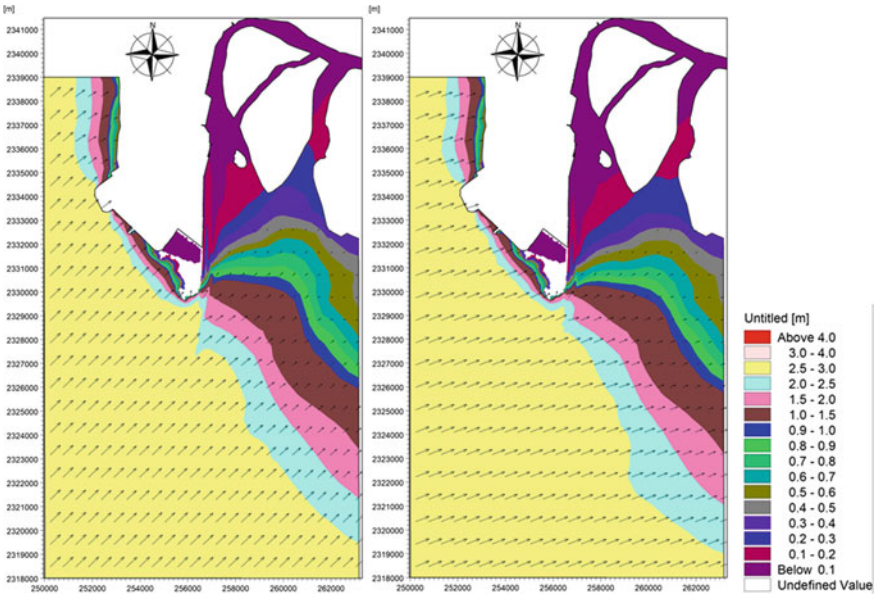 [m]
[m]
2341000
2340000
2339000
2338000
2337000
2336000
2335000
2334000
2333000
2332000
2331000
2330000
2329000
2328000
2327000
2326000
2325000
2324000
2323000
2322000
2321000
2320000
2319000
2318000
N
250000 252000 254000 256000 258000 260000 262000
2341000
2340000
2339000
2338000
2337000
2336000
2335000
2334000
2333000
2332000
2331000
2330000
2329000
2328000
2327000
2326000
2325000
2324000
2323000
2322000
2321000
2320000
2319000
2318000
N
250000 252000 254000 256000 258000 260000 262000
Untitled [m]
Above 4.0
3.0 - 4.0
2.5 - 3.0
2.0 - 2.5
1.5 - 2.0
1.0 - 1.5
0.9 - 1.0
0.8 - 0.9
0.7 - 0.8
0.6 - 0.7
0.5 - 0.6
0.4 - 0.5
0.3 - 0.4
0.2 - 0.3
0.1 - 0.2
Below 0.1
Undefined Value